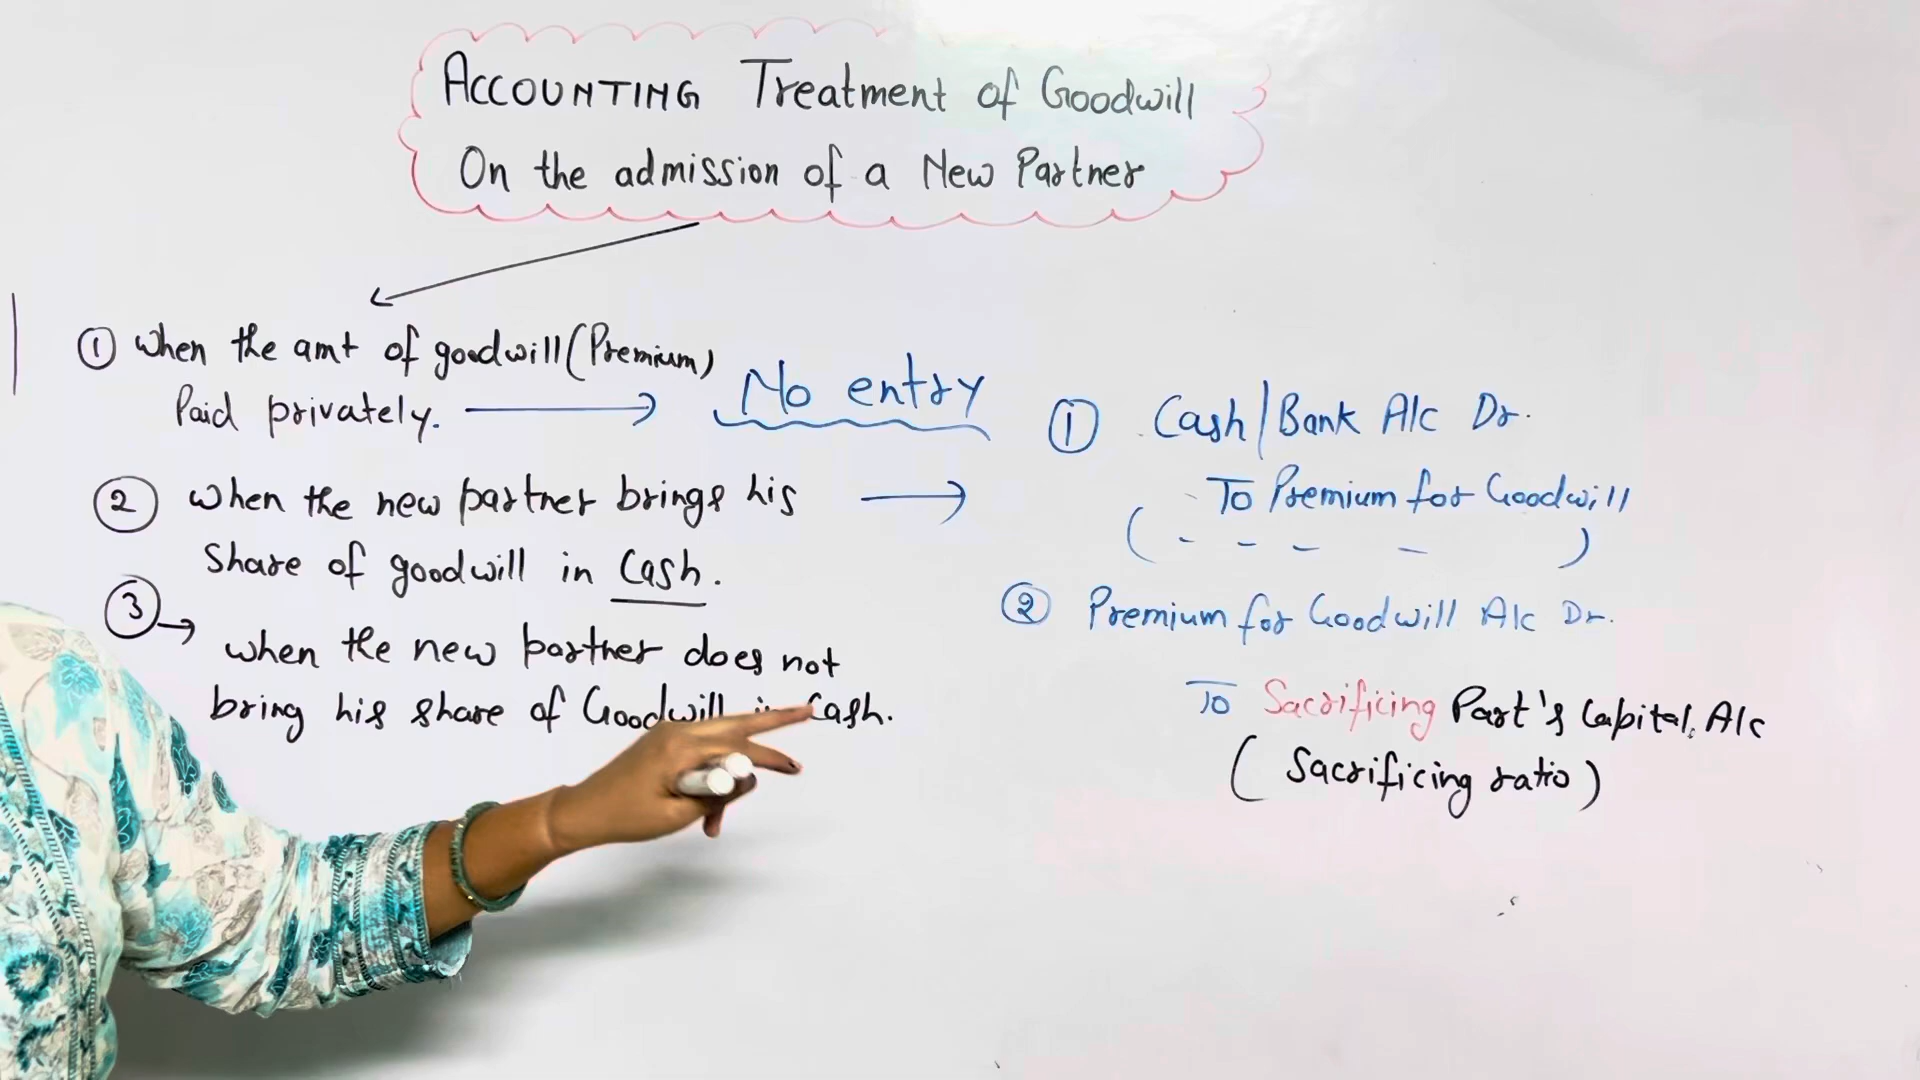 ACCOUNTING Treatment of Goodwill
On the admission of a New Partner
① When the amt of goodwill (Premium)
Paid privately. → No entry
② when the new partner brings his →
Share of goodwill in Cash.
③ → when the new partner does not
bring his share of Goodwill in Cash.
① Cash/Bank A/c Dr.
To Premium for Goodwill
( - - - - )
② Premium for Goodwill A/c Dr.
To Sacrificing Part's Capital A/c
( Sacrificing ratio )